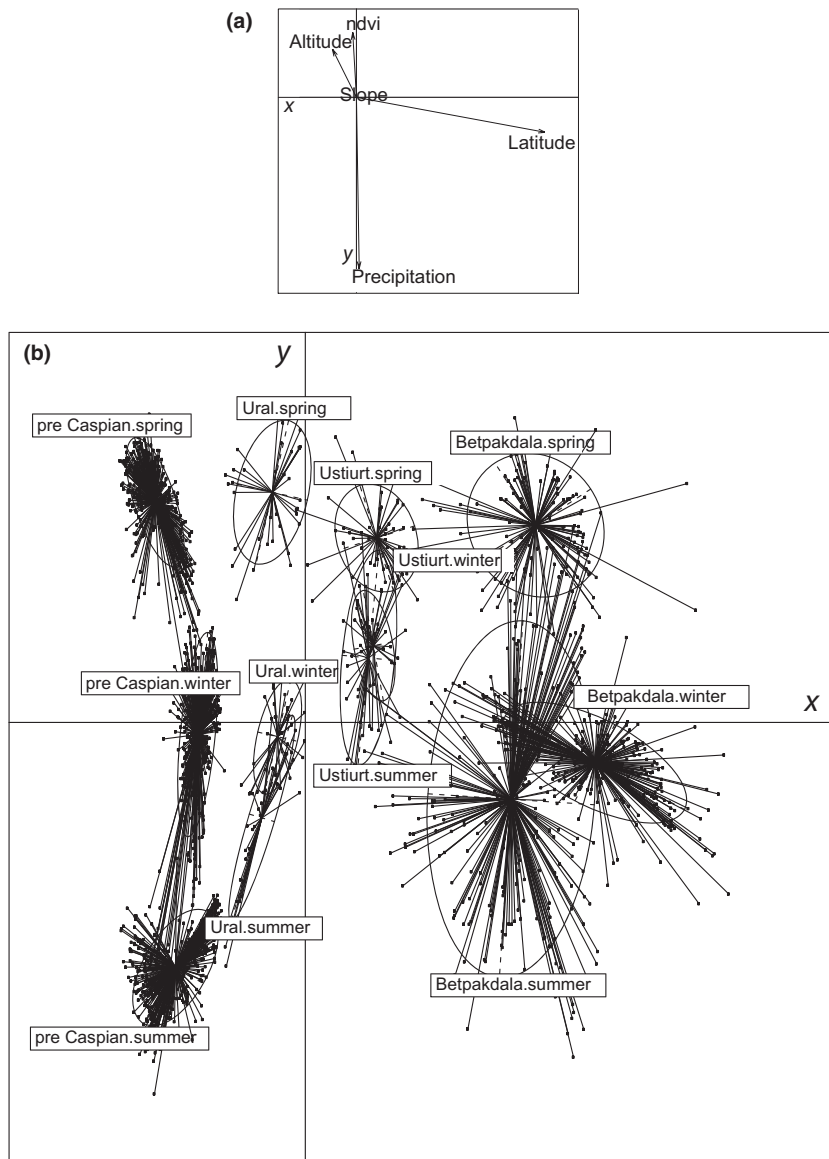 (a)
ndvi
Altitude
Slope
x
Latitude
y
Precipitation
(b)
y
Ural.spring
pre Caspian.spring
Betpakdala.spring
Ustiurt.spring
Ustiurt.winter
Ural.winter
pre Caspian.winter
Betpakdala.winter
x
Ustiurt.summer
Ural.summer
Betpakdala.summer
pre Caspian.summer